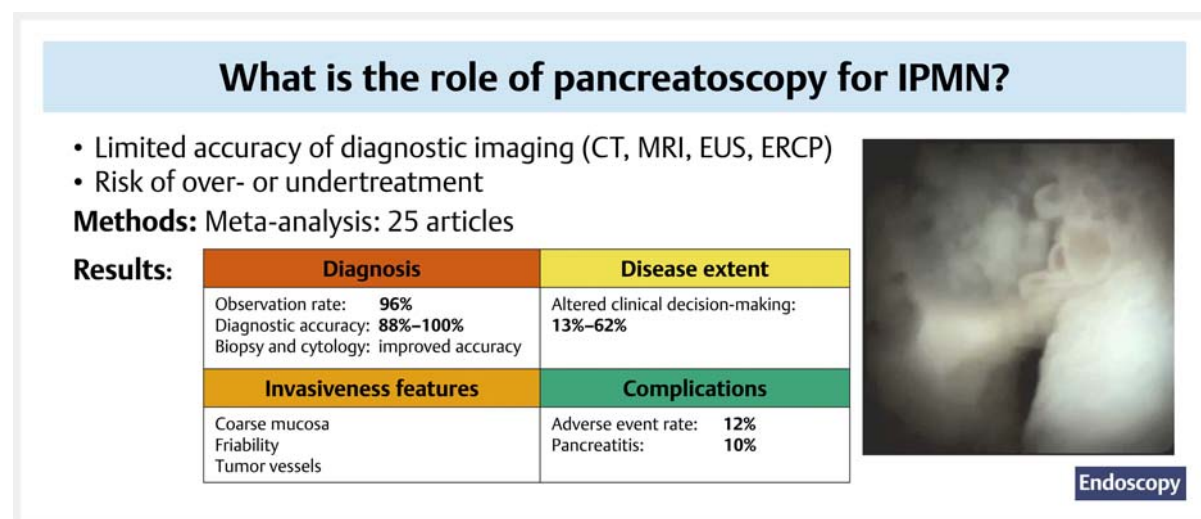 What is the role of pancreatoscopy for IPMN?
• Limited accuracy of diagnostic imaging (CT, MRI, EUS, ERCP)
• Risk of over- or undertreatment
Methods: Meta-analysis: 25 articles
Results:
Diagnosis
Observation rate: 96%
Diagnostic accuracy: 88%–100%
Biopsy and cytology: improved accuracy
Disease extent
Altered clinical decision-making:
13%–62%
Invasiveness features
Coarse mucosa
Friability
Tumor vessels
Complications
Adverse event rate: 12%
Pancreatitis: 10%
Endoscopy